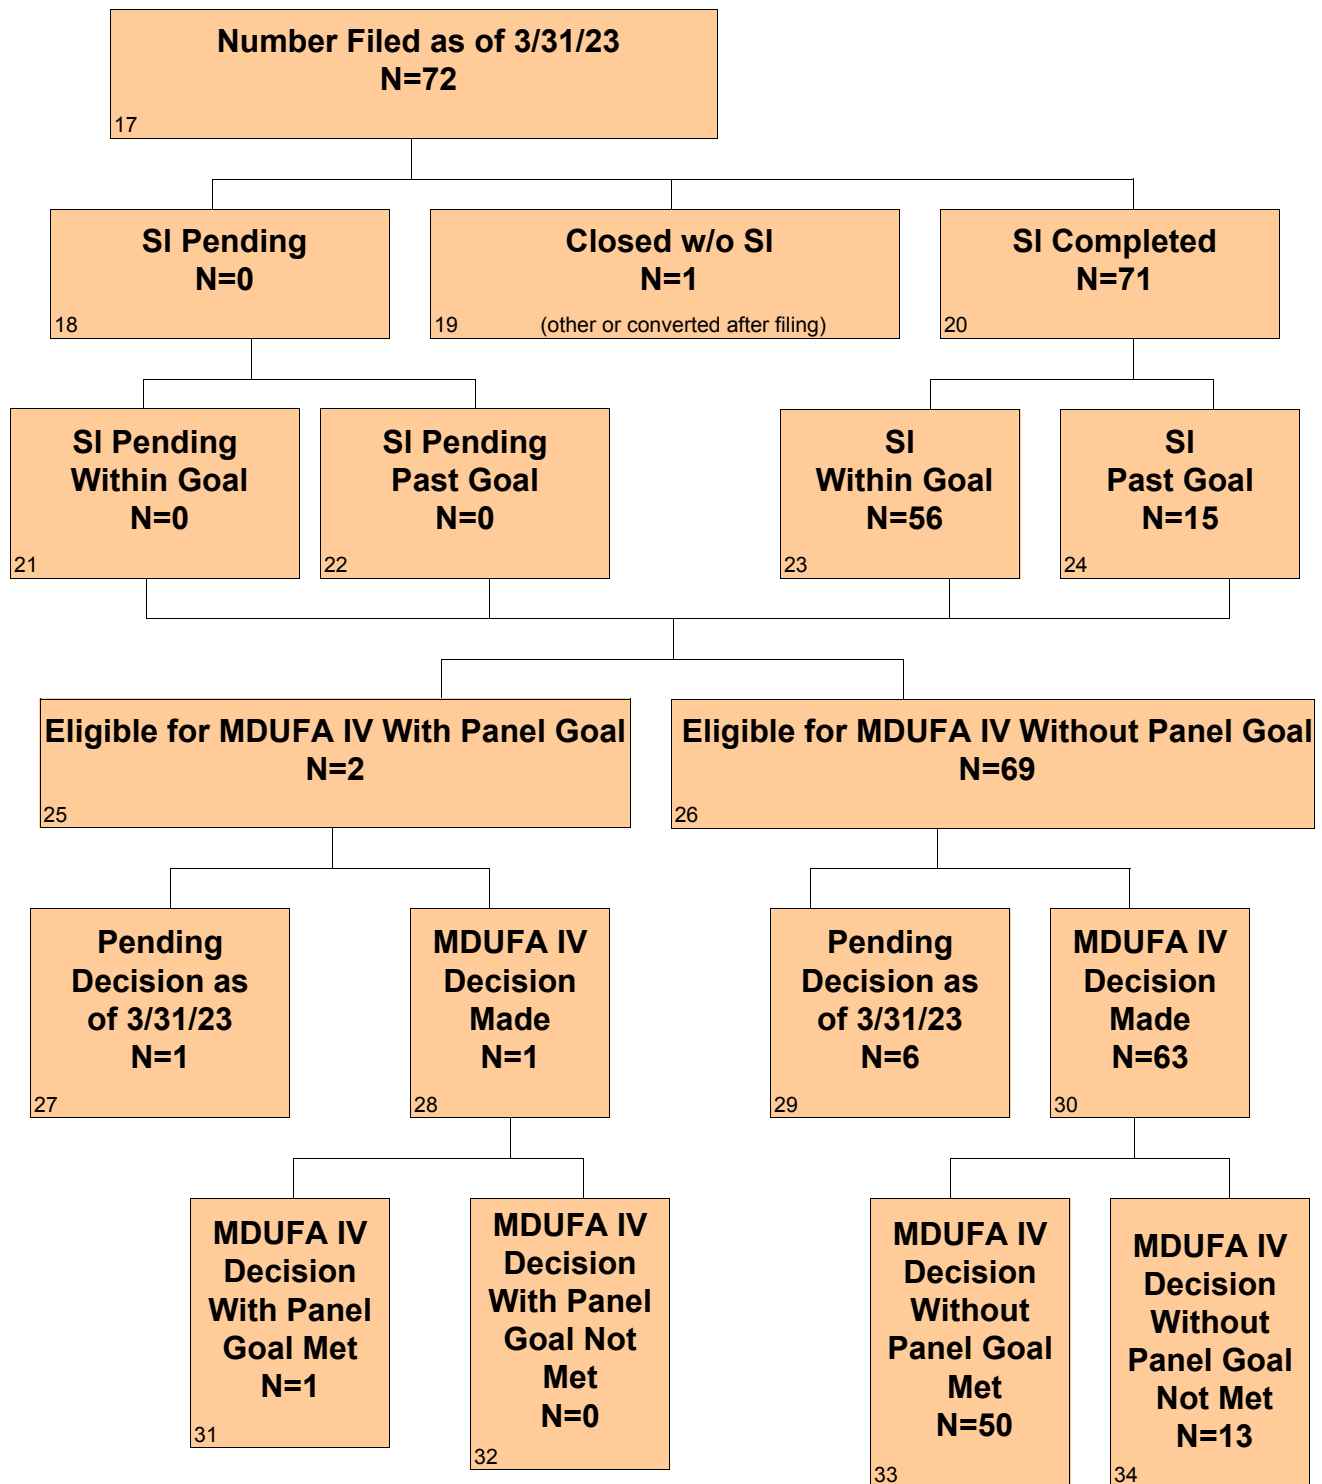 Number Filed as of 3/31/23
N=72
17
SI Pending
N=0
18
Closed w/o SI
N=1
19
(other or converted after filing)
SI Completed
N=71
20
SI Pending
Within Goal
N=0
21
SI Pending
Past Goal
N=0
22
SI
Within Goal
N=56
23
SI
Past Goal
N=15
24
Eligible for MDUFA IV With Panel Goal
N=2
25
Eligible for MDUFA IV Without Panel Goal
N=69
26
Pending
Decision as
of 3/31/23
N=1
27
MDUFA IV
Decision
Made
N=1
28
Pending
Decision as
of 3/31/23
N=6
29
MDUFA IV
Decision
Made
N=63
30
MDUFA IV
Decision
With Panel
Goal Met
N=1
31
MDUFA IV
Decision
With Panel
Goal Not
Met
N=0
32
MDUFA IV
Decision
Without
Panel Goal
Met
N=50
33
MDUFA IV
Decision
Without
Panel Goal
Not Met
N=13
34